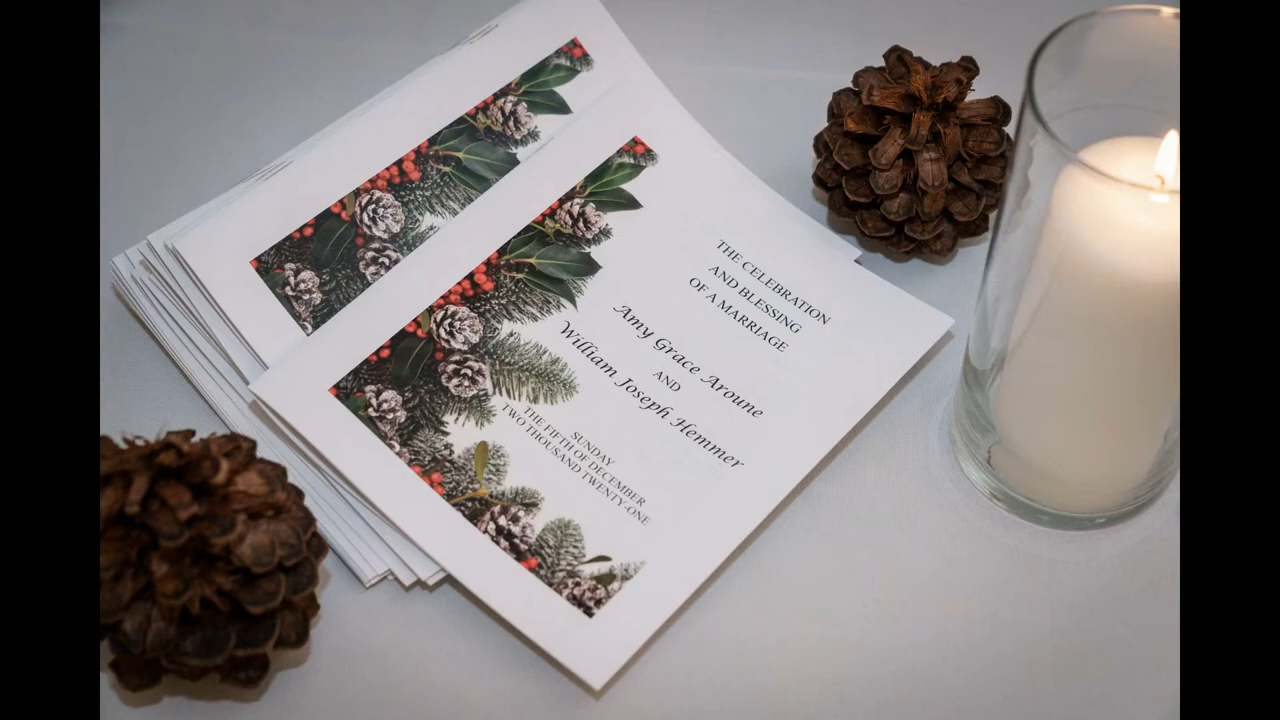 THE CELEBRATION
AND BLESSING
OF A MARRIAGE
Amy Grace Aroune
AND
William Joseph Hemmer
SUNDAY
THE FIFTH OF DECEMBER
TWO THOUSAND TWENTY-ONE